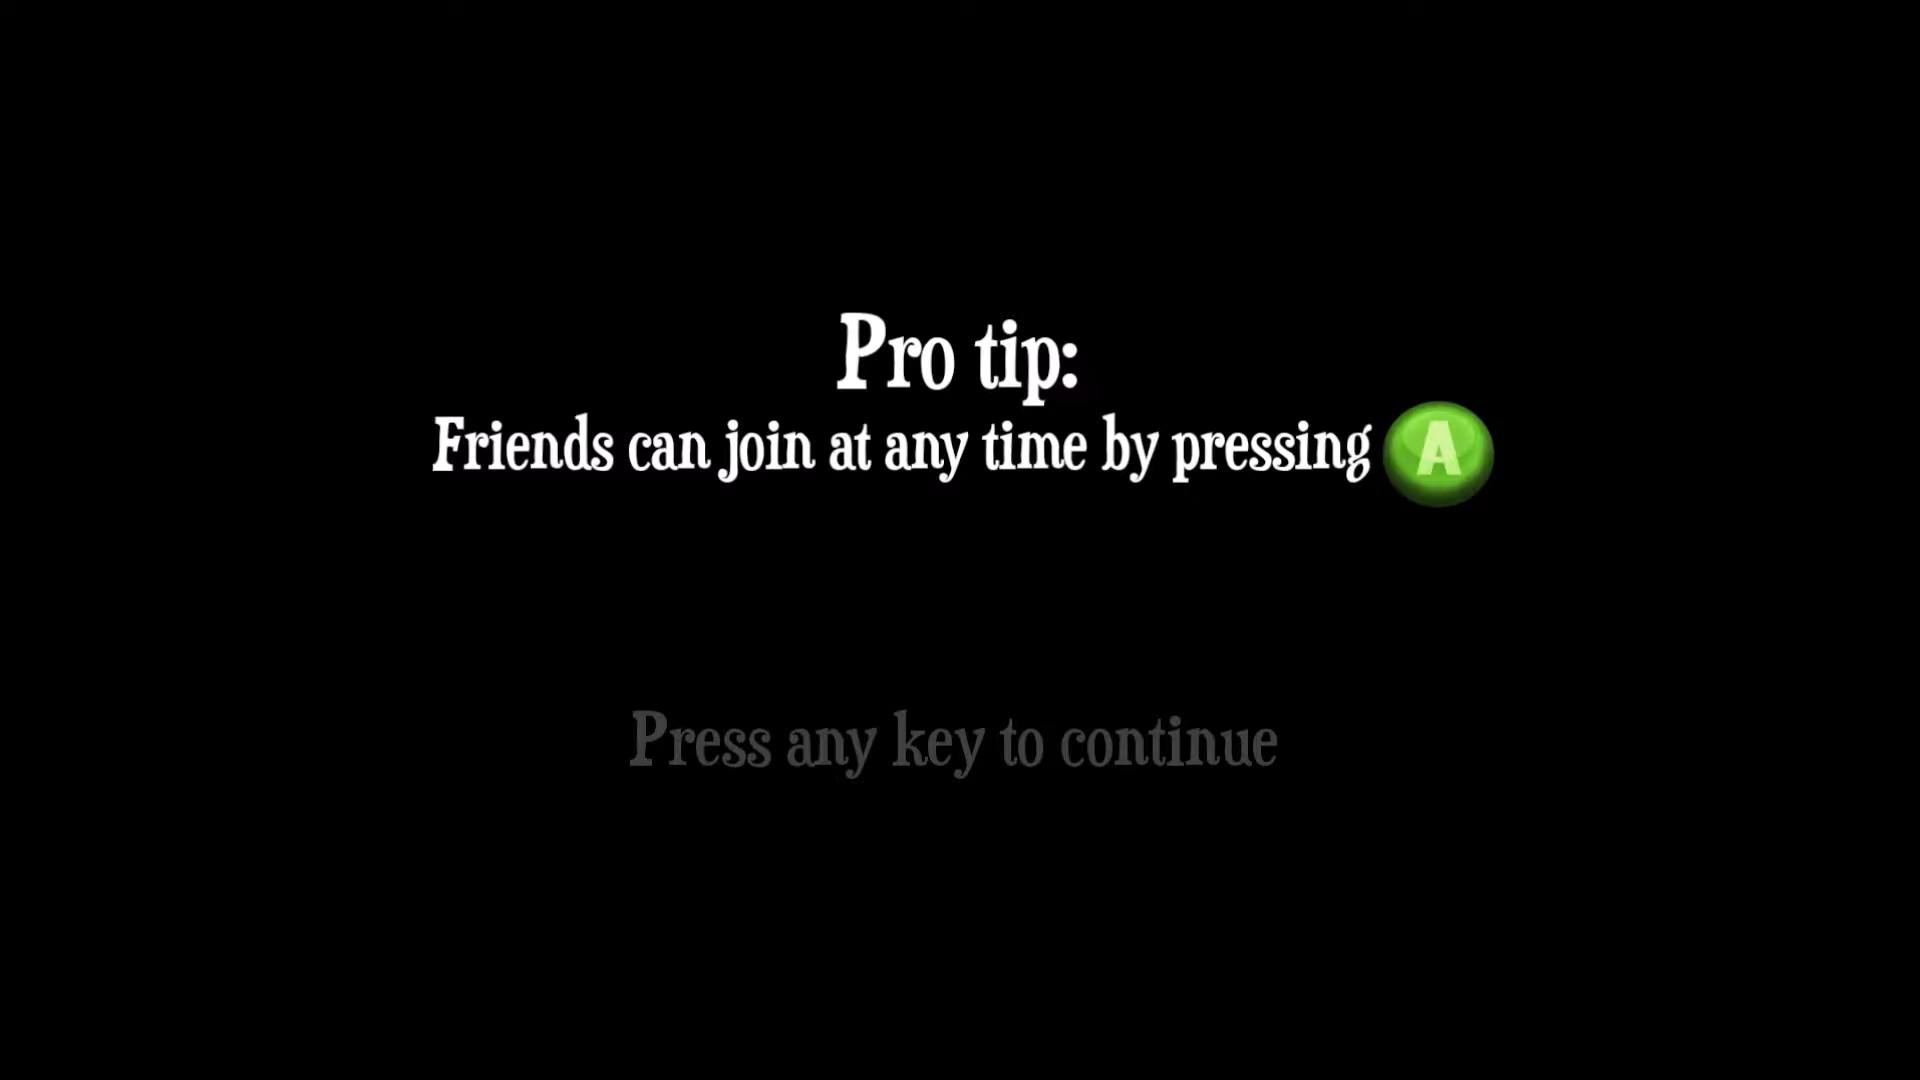 Pro tip:
Friends can join at any time by pressing A
Press any key to continue